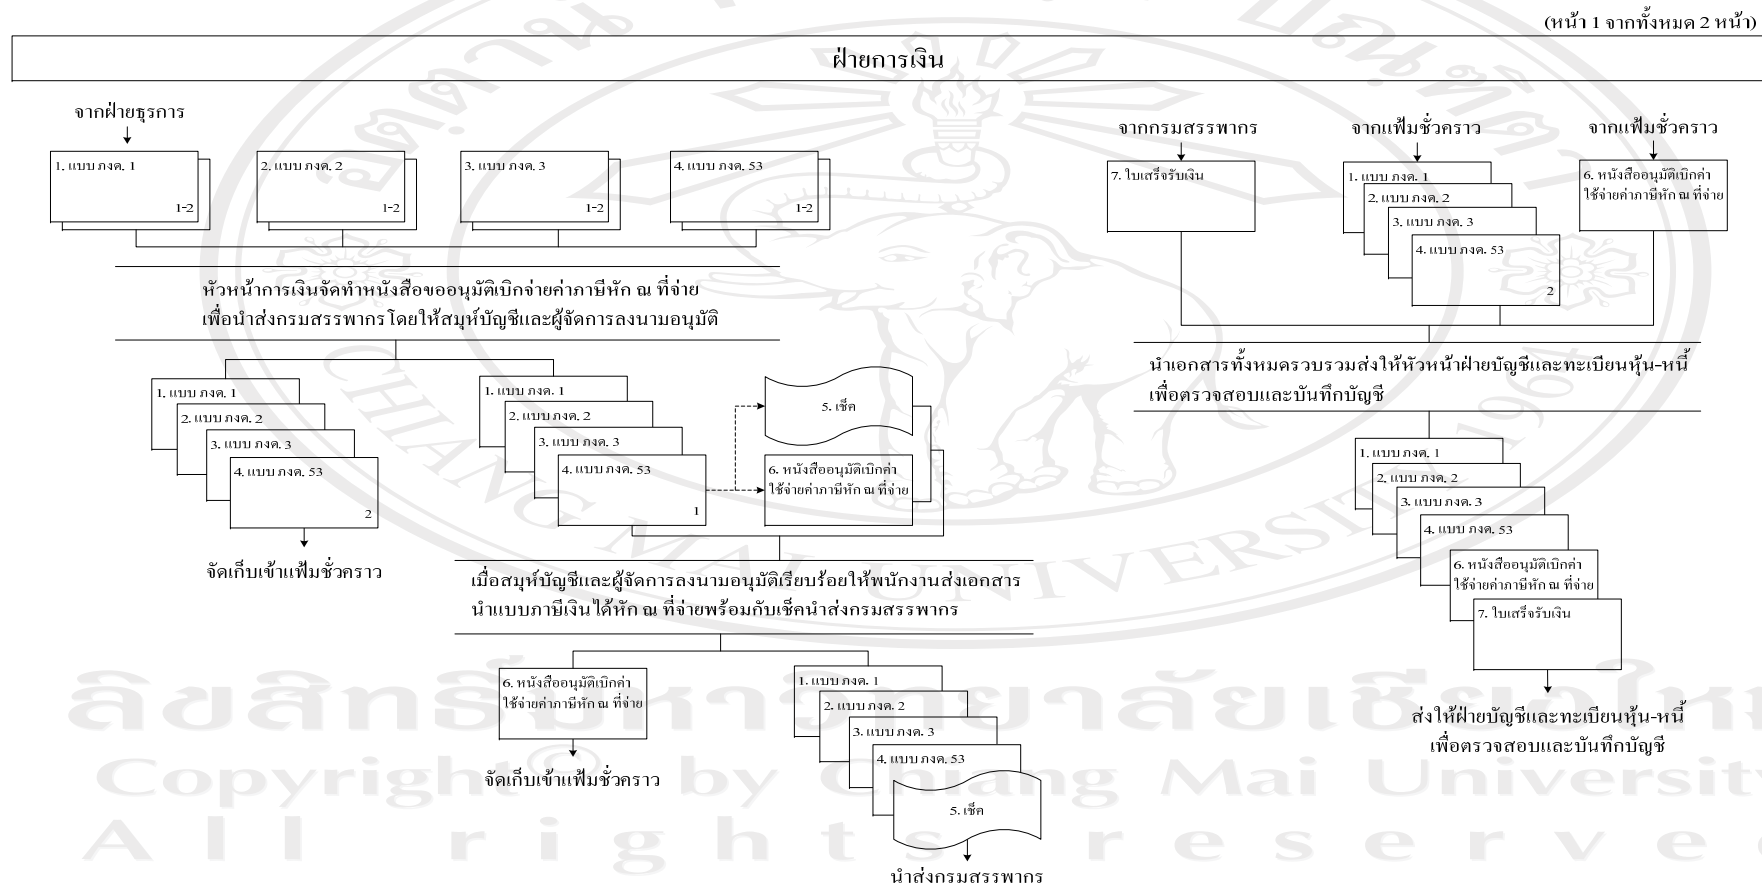 (หน้า 1 จากทั้งหมด 2 หน้า)
ฝ่ายการเงิน
จากฝ่ายธุรการ
1. แบบ ภงด. 1
1-2
2. แบบ ภงด. 2
1-2
3. แบบ ภงด. 3
1-2
4. แบบ ภงด. 53
1-2
หัวหน้าการเงินจัดทำหนังสือขออนุมัติเบิกจ่ายค่าภาษีหัก ณ ที่จ่าย
เพื่อนำส่งกรมสรรพากรโดยให้สมุห์บัญชีและผู้จัดการลงนามอนุมัติ
1. แบบ ภงด. 1
2. แบบ ภงด. 2
3. แบบ ภงด. 3
4. แบบ ภงด. 53
2
จัดเก็บเข้าแฟ้มชั่วคราว
1. แบบ ภงด. 1
2. แบบ ภงด. 2
3. แบบ ภงด. 3
4. แบบ ภงด. 53
1
5. เช็ค
6. หนังสืออนุมัติเบิกค่า
ใช้จ่ายค่าภาษีหัก ณ ที่จ่าย
เมื่อสมุห์บัญชีและผู้จัดการลงนามอนุมัติเรียบร้อยให้พนักงานส่งเอกสาร
นำแบบภาษีเงินได้หัก ณ ที่จ่ายพร้อมกับเช็คนำส่งกรมสรรพากร
6. หนังสืออนุมัติเบิกค่า
ใช้จ่ายค่าภาษีหัก ณ ที่จ่าย
จัดเก็บเข้าแฟ้มชั่วคราว
1. แบบ ภงด. 1
2. แบบ ภงด. 2
3. แบบ ภงด. 3
4. แบบ ภงด. 53
5. เช็ค
นำส่งกรมสรรพากร
จากกรมสรรพากร
7. ใบเสร็จรับเงิน
จากแฟ้มชั่วคราว
1. แบบ ภงด. 1
2. แบบ ภงด. 2
3. แบบ ภงด. 3
4. แบบ ภงด. 53
2
จากแฟ้มชั่วคราว
6. หนังสืออนุมัติเบิกค่า
ใช้จ่ายค่าภาษีหัก ณ ที่จ่าย
นำเอกสารทั้งหมดรวบรวมส่งให้หัวหน้าฝ่ายบัญชีและทะเบียนหุ้น-หนี้
เพื่อตรวจสอบและบันทึกบัญชี
1. แบบ ภงด. 1
2. แบบ ภงด. 2
3. แบบ ภงด. 3
4. แบบ ภงด. 53
6. หนังสืออนุมัติเบิกค่า
ใช้จ่ายค่าภาษีหัก ณ ที่จ่าย
7. ใบเสร็จรับเงิน
ส่งให้ฝ่ายบัญชีและทะเบียนหุ้น-หนี้
เพื่อตรวจสอบและบันทึกบัญชี
CHIANG MAI UNIVERSITY 1964
Copyright © by Chiang Mai University
All rights reserve